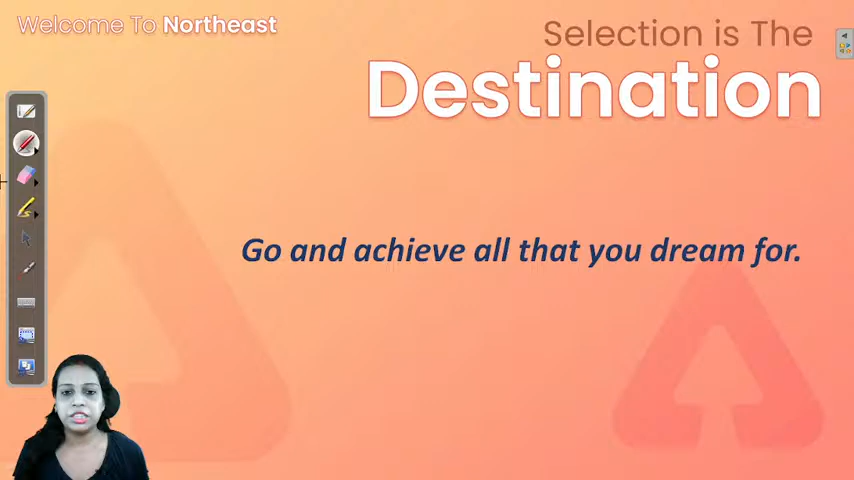 Welcome To Northeast
Selection is The
Destination
Go and achieve all that you dream for.